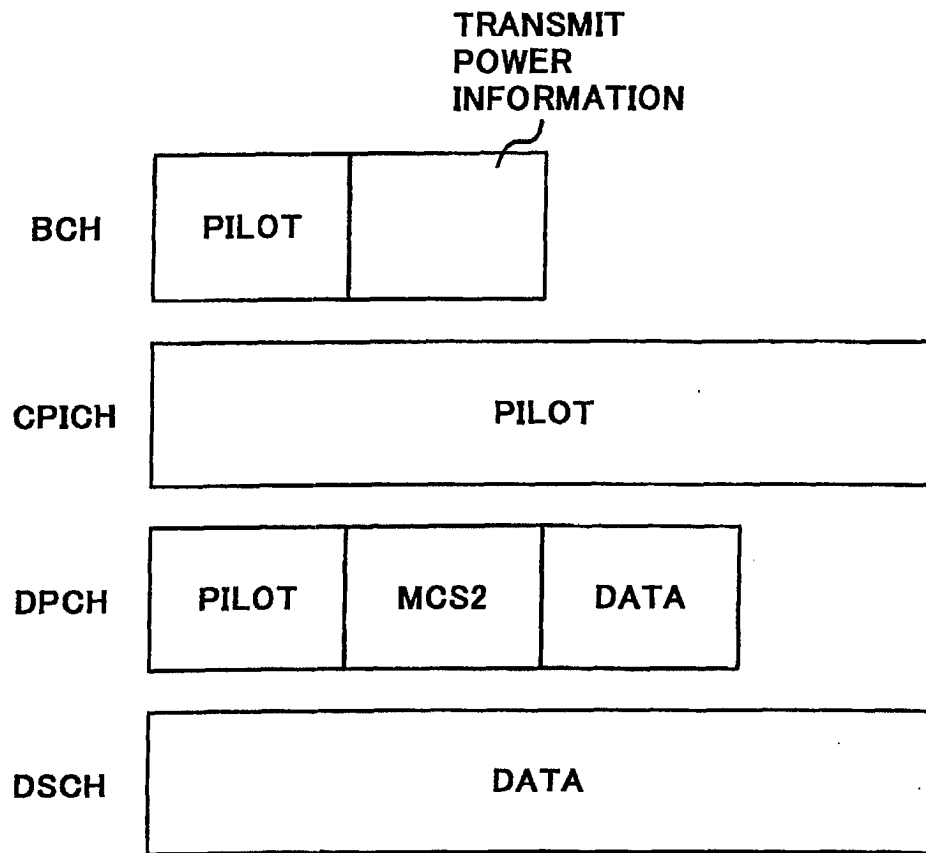 TRANSMIT
POWER
INFORMATION
BCH PILOT
CPICH PILOT
DPCH PILOT MCS2 DATA
DSCH DATA